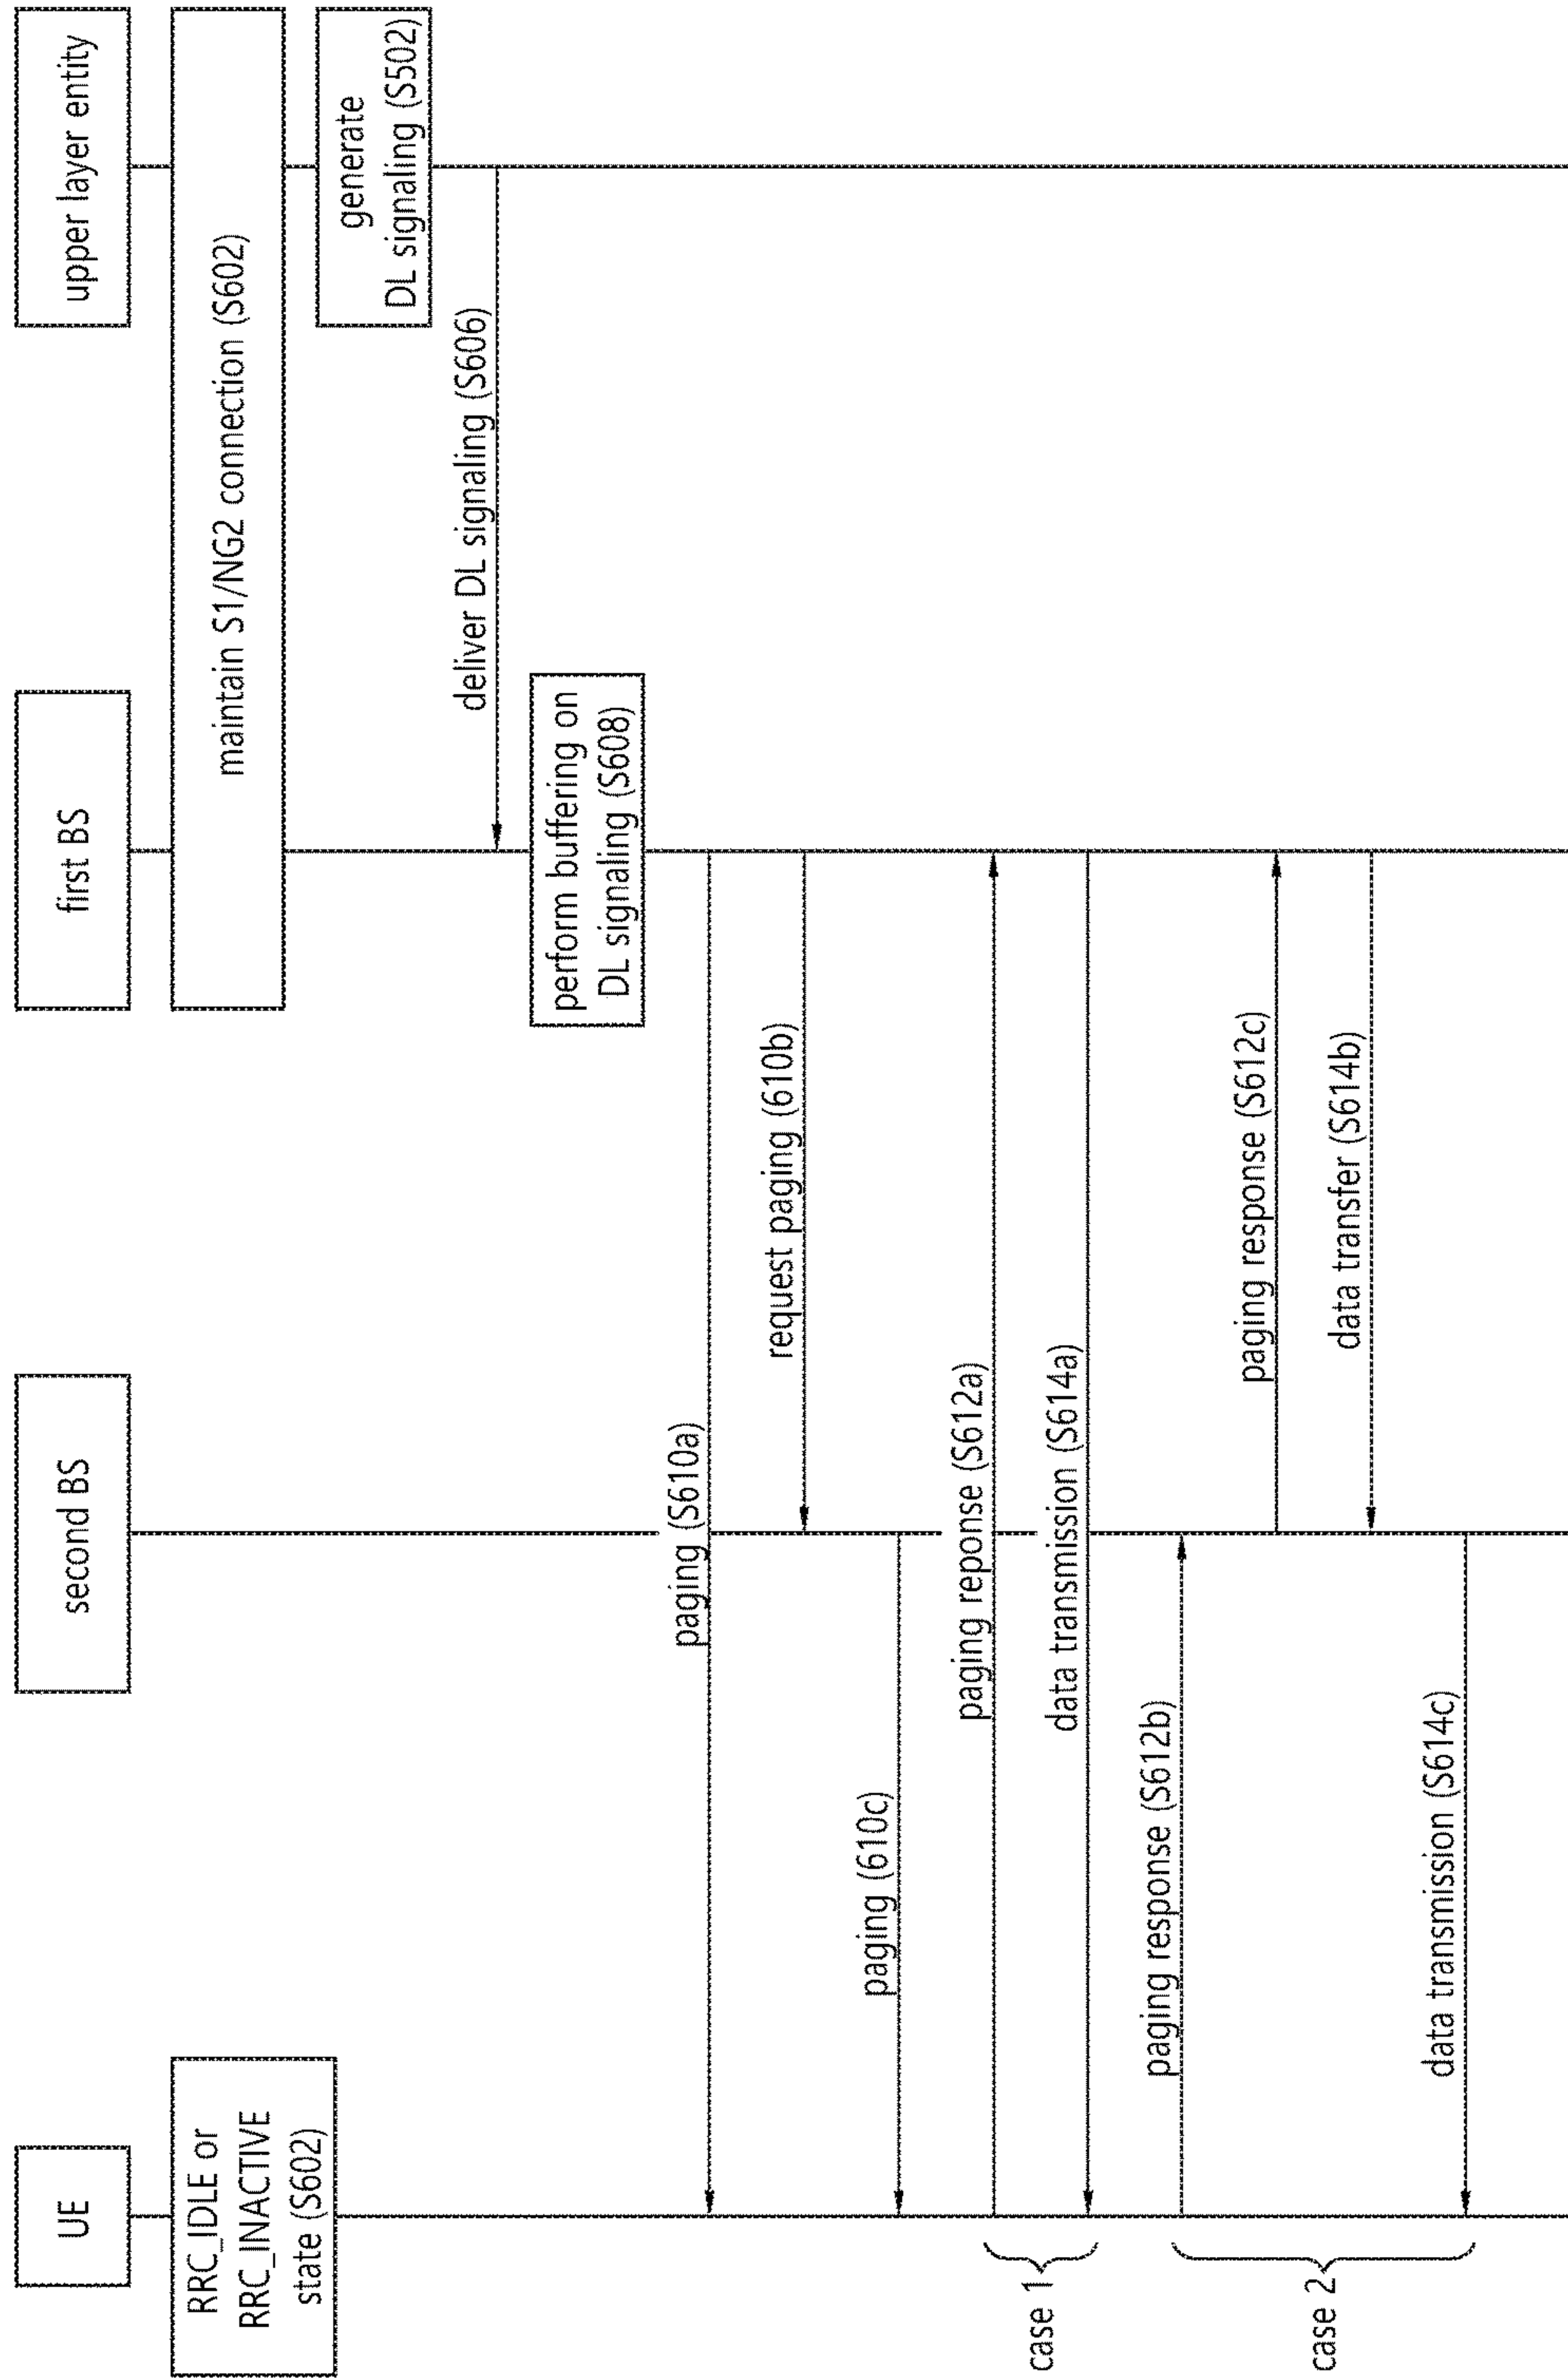 UE
second BS
first BS
upper layer entity
RRC_IDLE or
RRC_INACTIVE
state (S602)
maintain S1/NG2 connection (S602)
generate
DL signaling (S502)
deliver DL signaling (S606)
perform buffering on
DL signaling (S608)
paging (S610a)
request paging (610b)
paging (610c)
case 1
paging reponse (S612a)
data transmission (S614a)
case 2
paging response (S612b)
paging response (S612c)
data transfer (S614b)
data transmission (S614c)